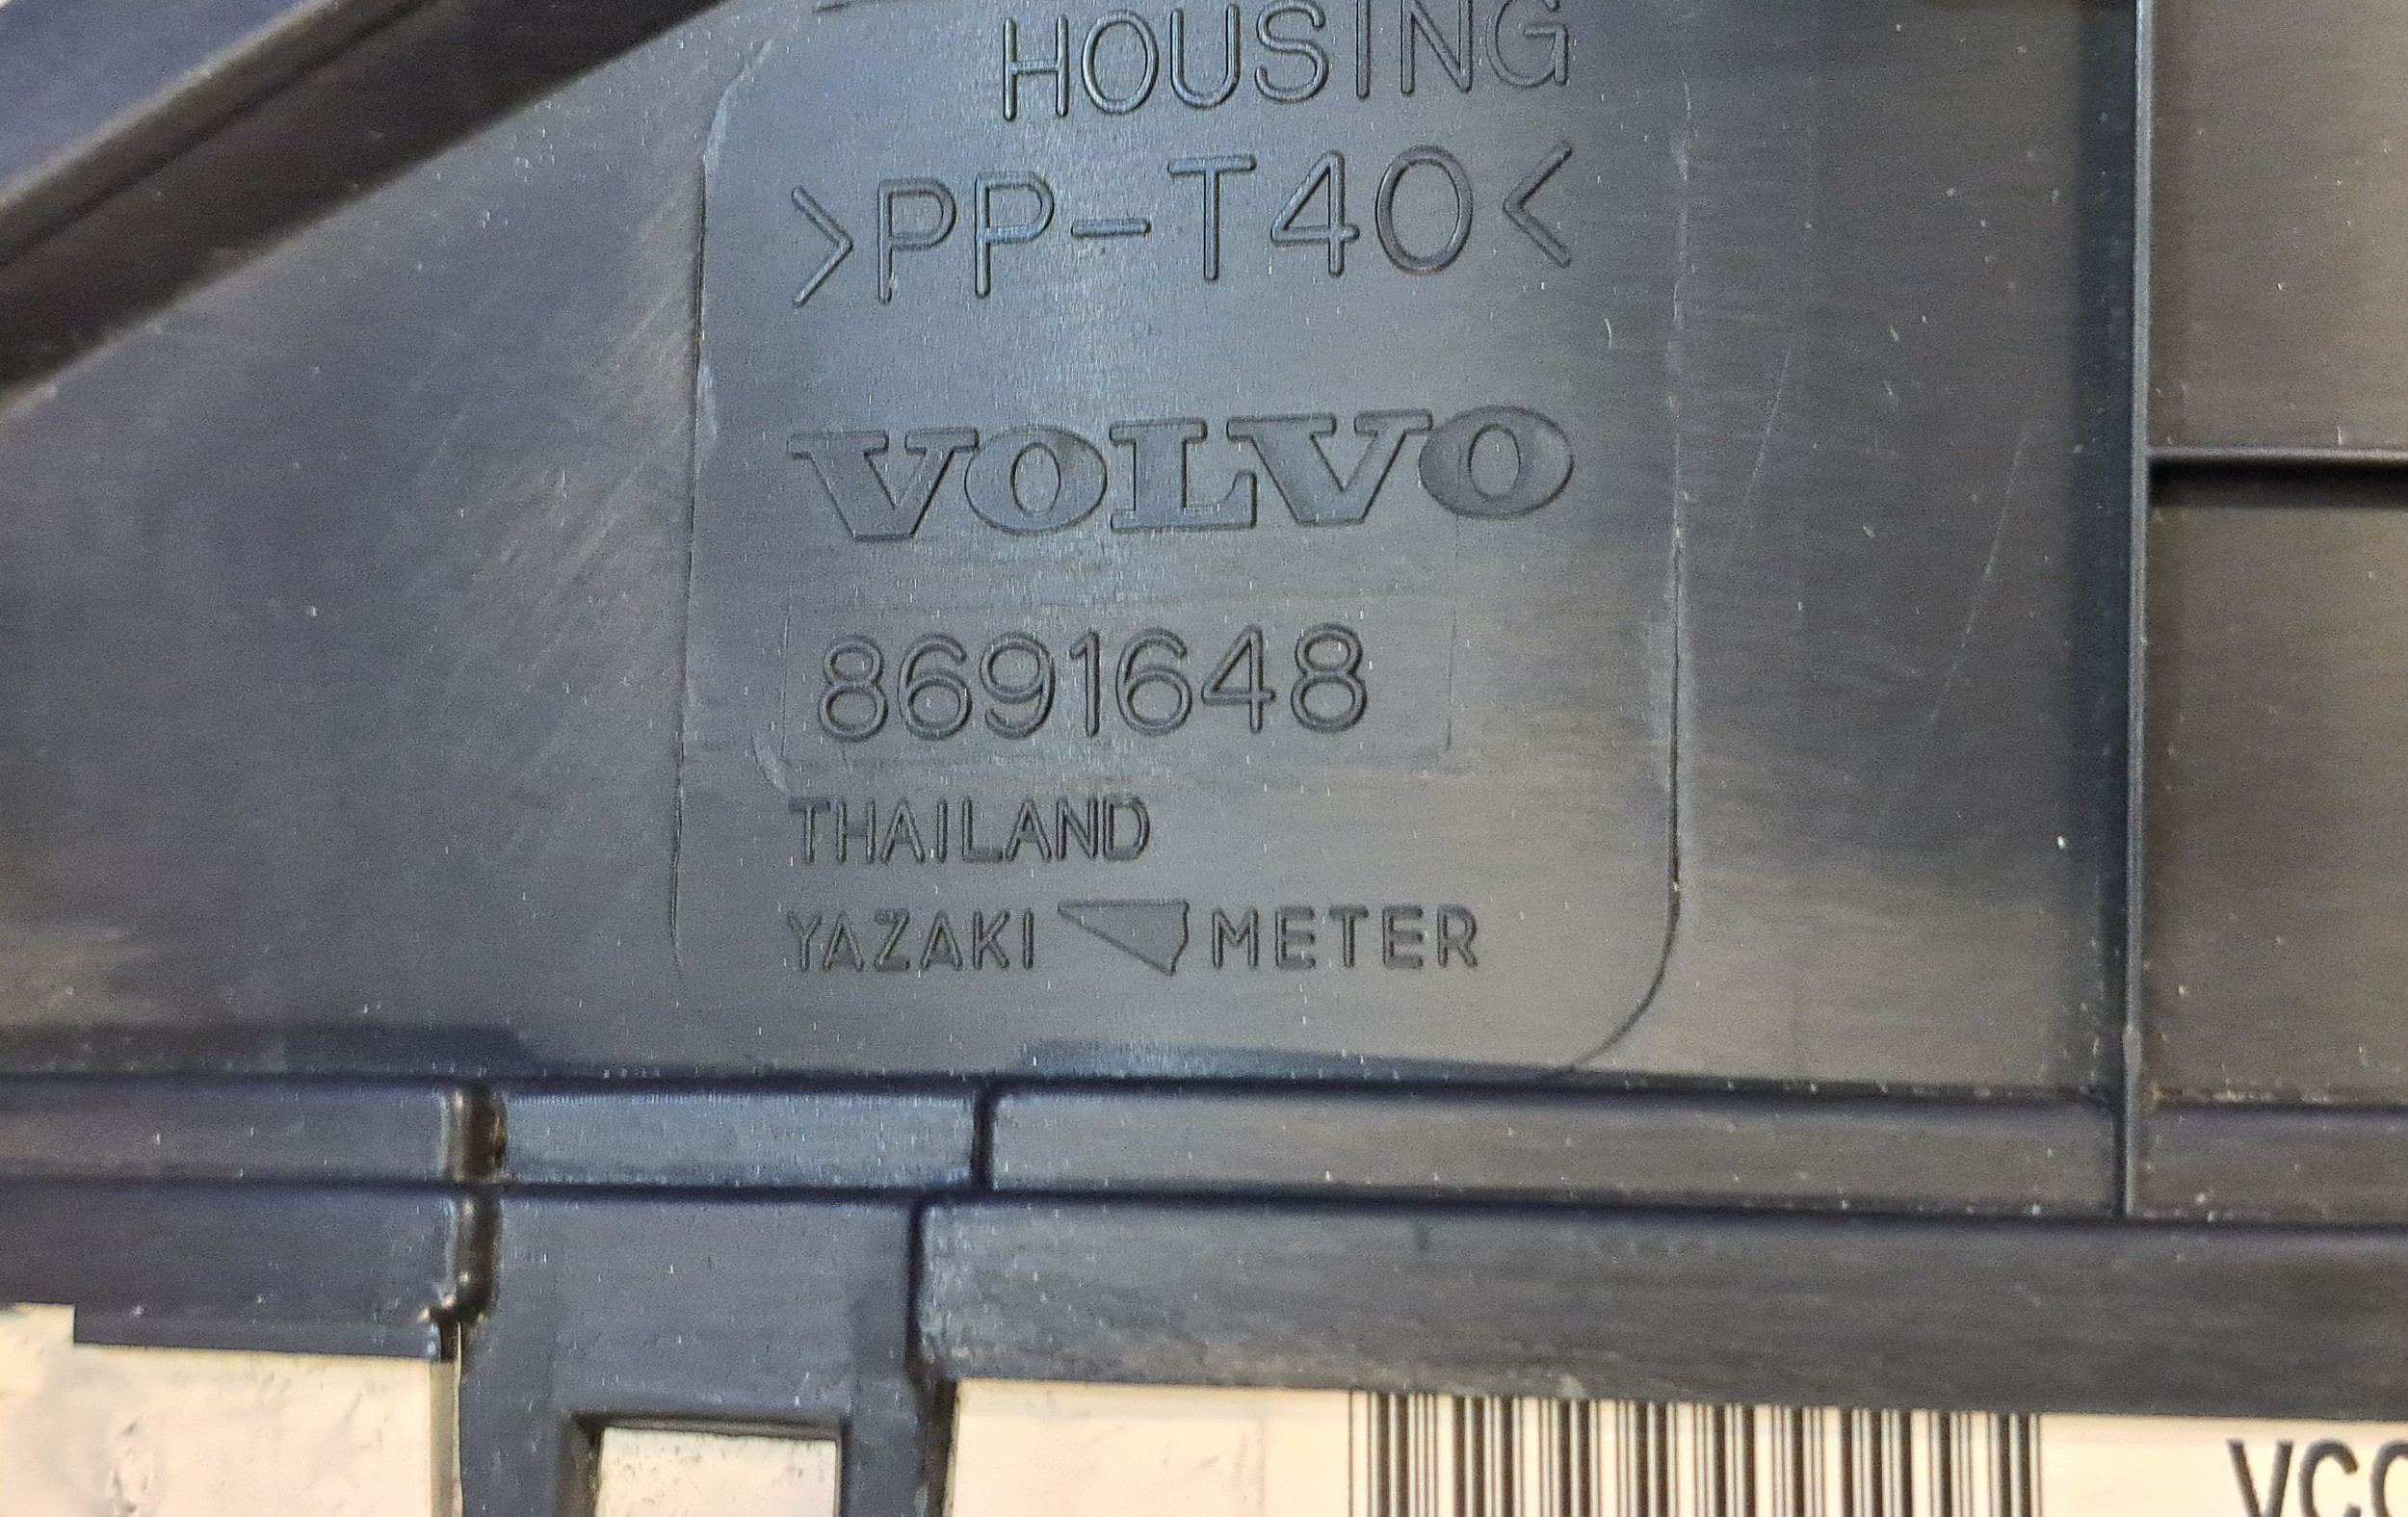 HOUSING
>PP-T40<
VOLVO
8691648
THAILAND
YAZAKI METER